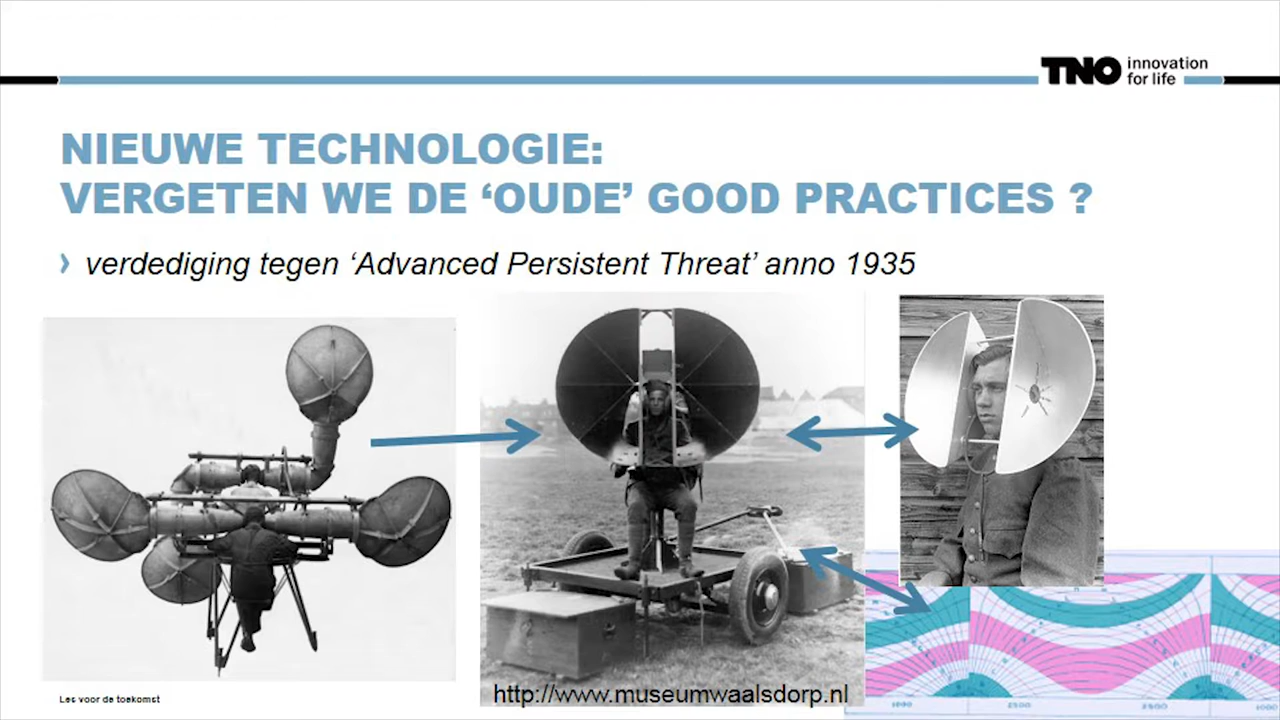 TNO innovation
for life
NIEUWE TECHNOLOGIE:
VERGETEN WE DE ‘OUDE’ GOOD PRACTICES ?
› verdediging tegen ‘Advanced Persistent Threat’ anno 1935
Les voor de toekomst
http://www.museumwaalsdorp.nl